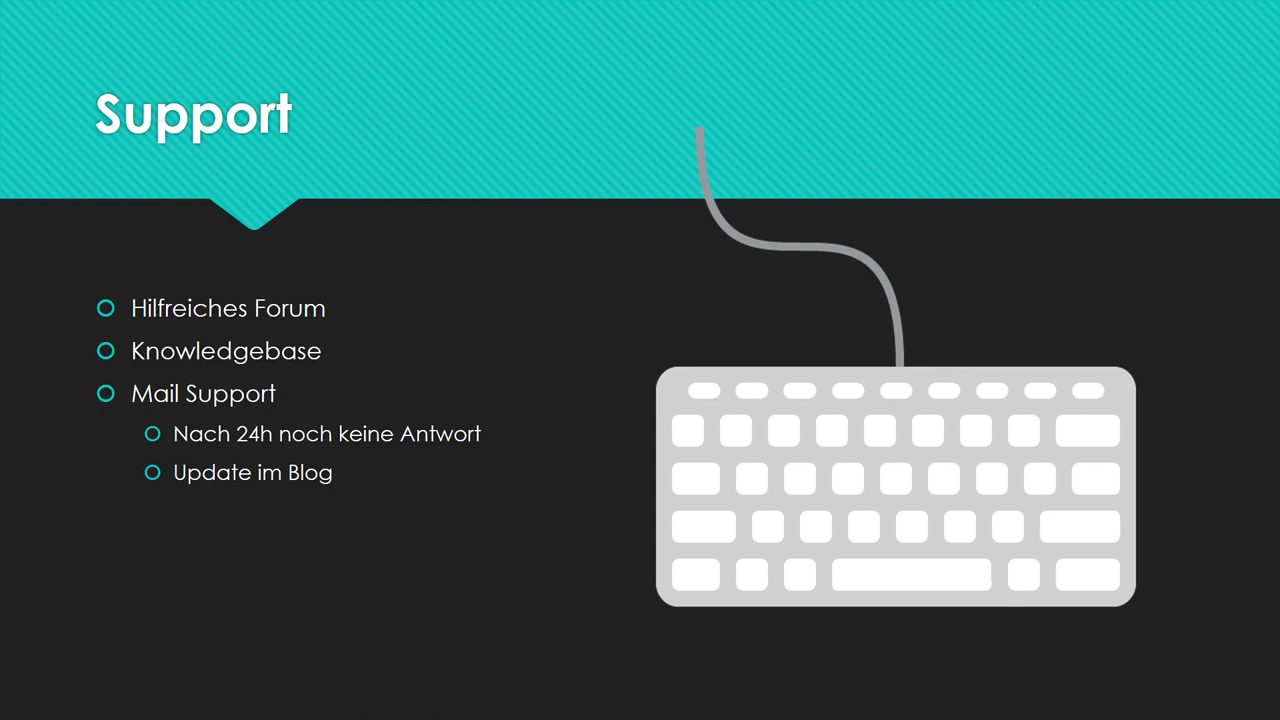 Support
Hilfreiches Forum
Knowledgebase
Mail Support
Nach 24h noch keine Antwort
Update im Blog